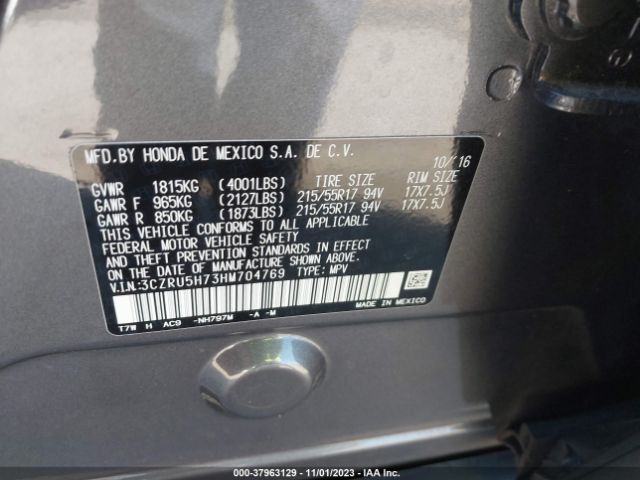 MFD.BY HONDA DE MEXICO S.A. DE C.V.
10/16
GVWR 1815KG (4001LBS) TIRE SIZE RIM SIZE
GAWR F 965KG (2127LBS) 215/55R17 94V 17X7.5J
GAWR R 850KG (1873LBS) 215/55R17 94V 17X7.5J
THIS VEHICLE CONFORMS TO ALL APPLICABLE
FEDERAL MOTOR VEHICLE SAFETY
AND THEFT PREVENTION STANDARDS IN EFFECT
ON THE DATE OF MANUFACTURE SHOWN ABOVE.
V.I.N:3CZRU5H73HM704769 TYPE: MPV
MADE IN MEXICO
T7W H AC9 -NH797M -A -M
000-37963129 - 11/01/2023 - IAA Inc.